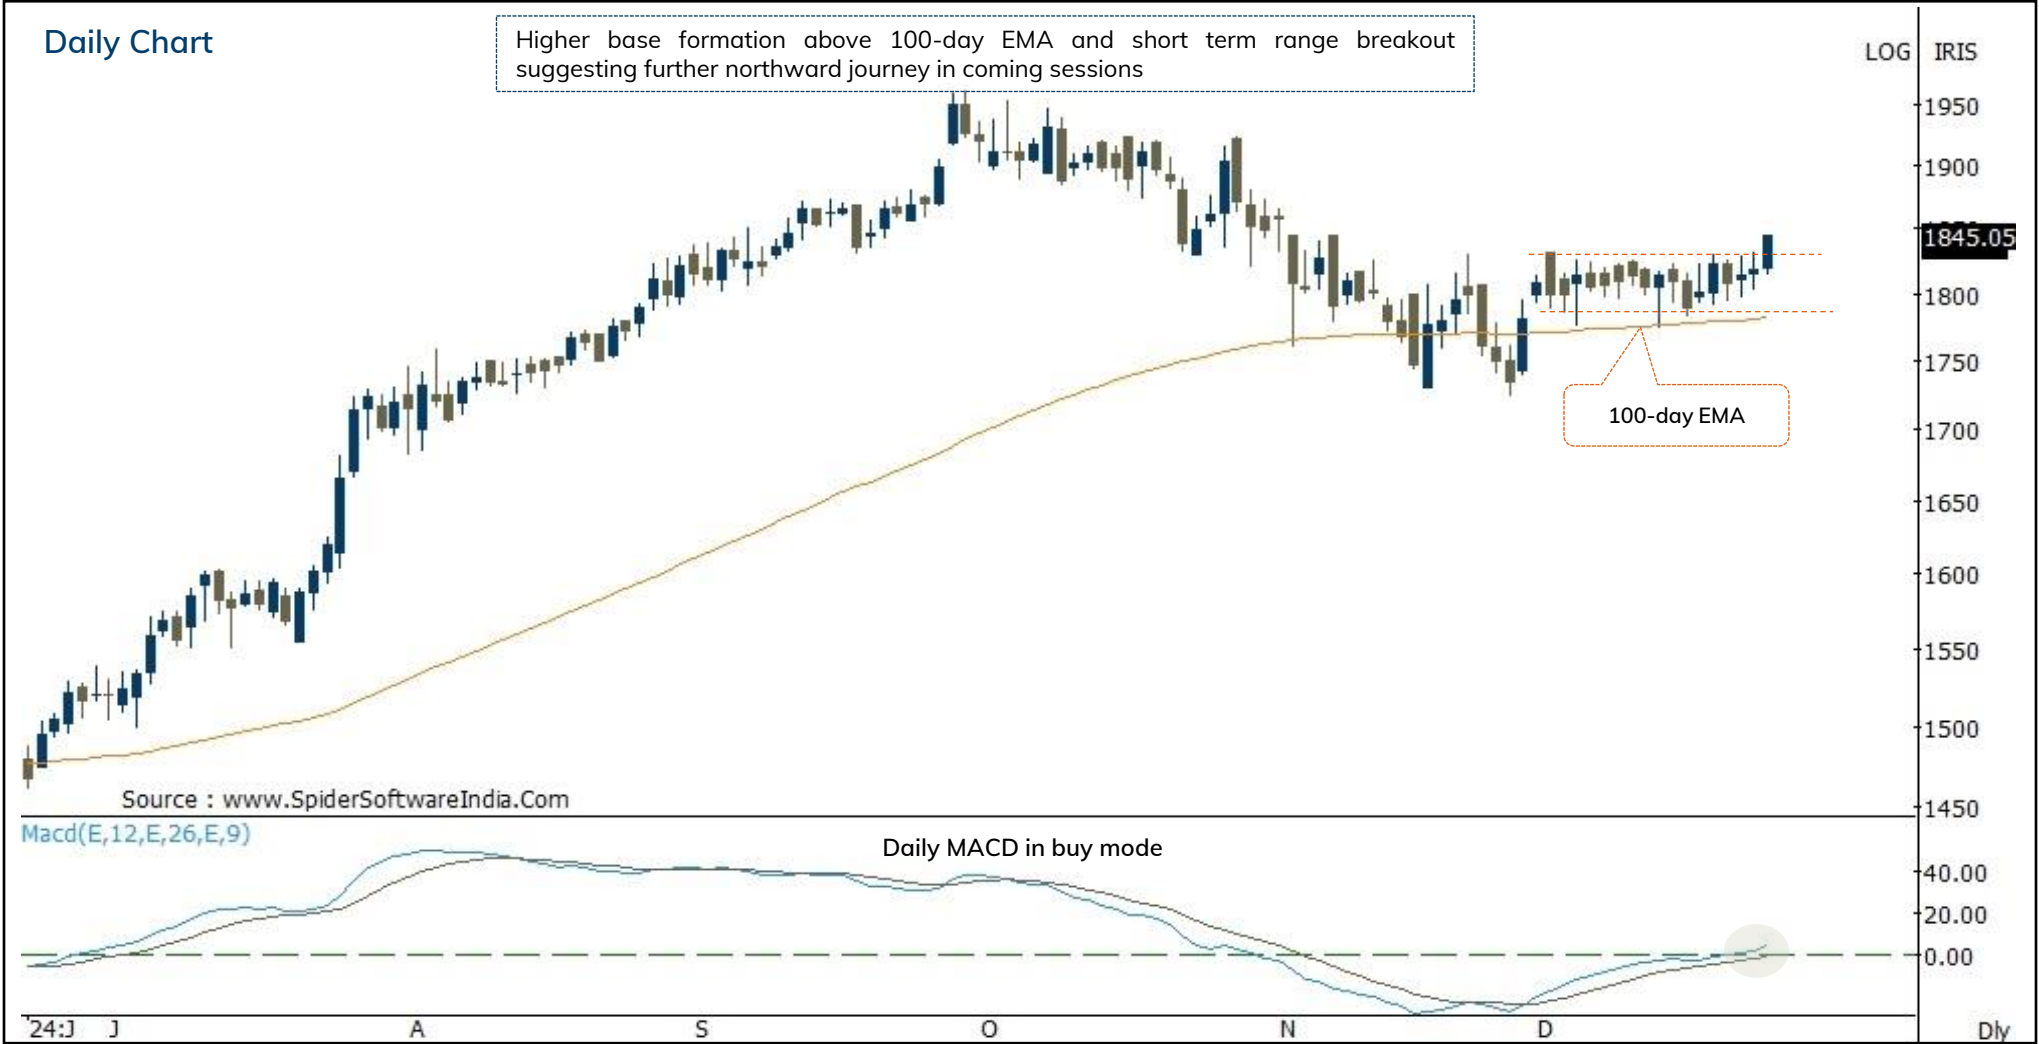 Daily Chart
Higher base formation above 100-day EMA and short term range breakout
suggesting further northward journey in coming sessions
LOG IRIS
1950
1900
1845.05
1800
1750
100-day EMA
1700
1650
1600
1550
1500
Source : www.SpiderSoftwareIndia.Com
1450
Macd(E,12,E,26,E,9)
Daily MACD in buy mode
40.00
20.00
0.00
'24:J J A S O N D Dly